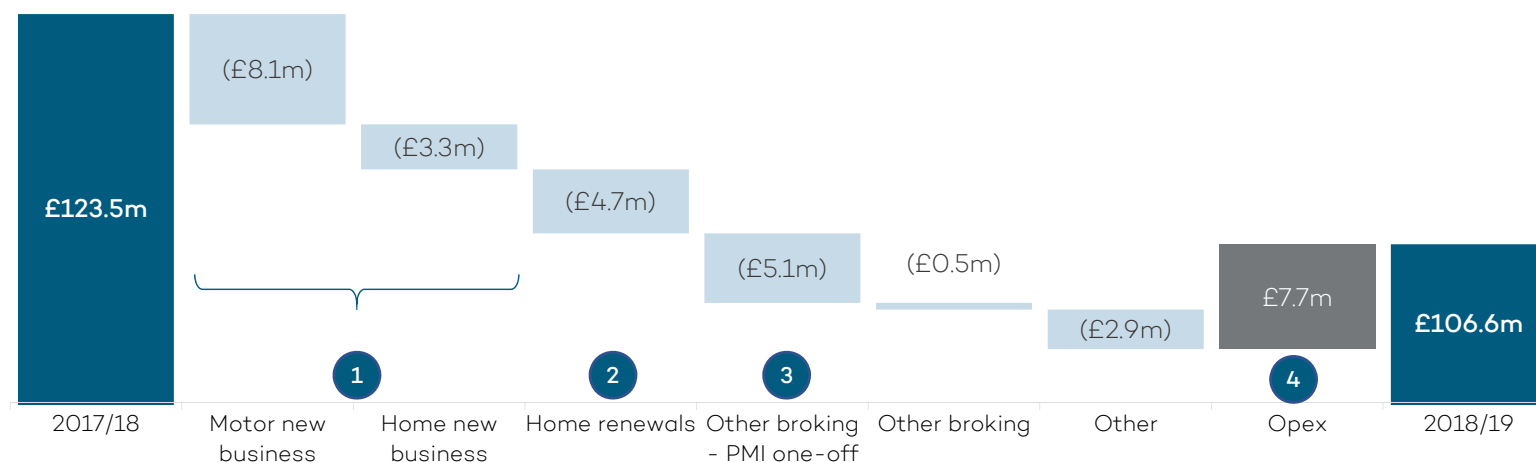 (£8.1m)
(£3.3m)
£123.5m
(£4.7m)
(£5.1m)
(£0.5m)
£7.7m
(£2.9m)
£106.6m
1
2
3
4
2017/18
Motor new
business
Home new
business
Home renewals
Other broking
- PMI one-off
Other broking
Other
Opex
2018/19